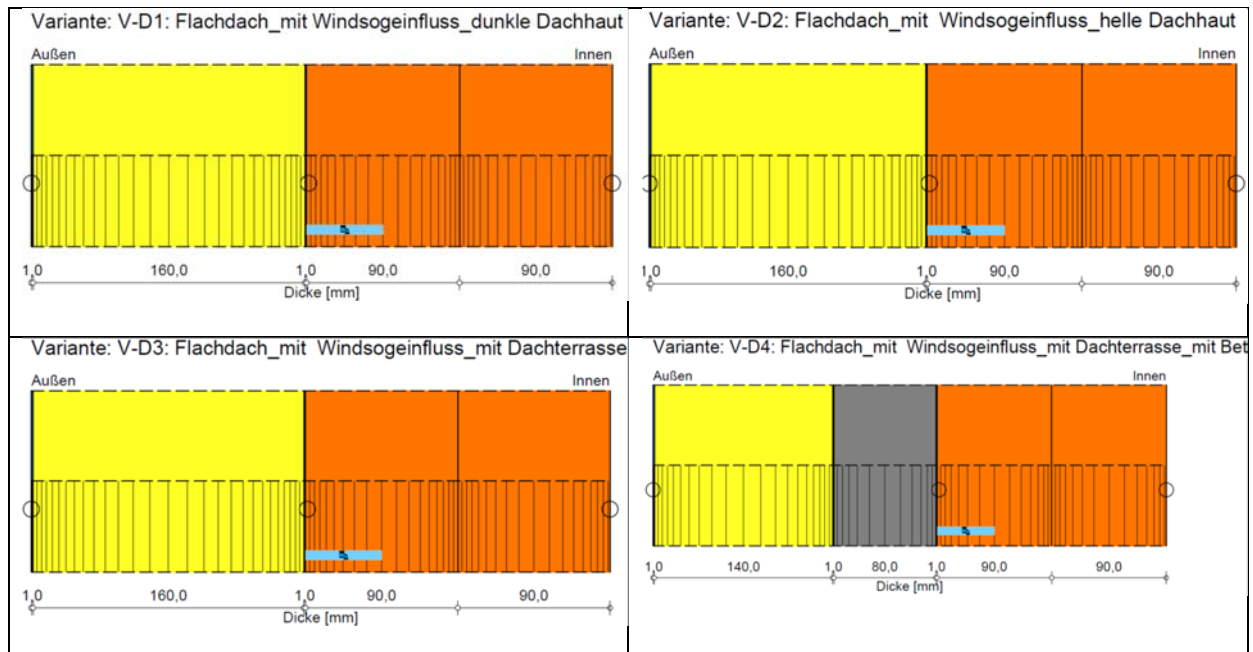 Variante: V-D1: Flachdach_mit Windsogeinfluss_dunkle Dachhaut
Außen Innen
1,0 160,0 1,0 90,0 90,0
Dicke [mm]
Variante: V-D2: Flachdach_mit Windsogeinfluss_helle Dachhaut
Außen Innen
1,0 160,0 1,0 90,0 90,0
Dicke [mm]
Variante: V-D3: Flachdach_mit Windsogeinfluss_mit Dachterrasse
Außen Innen
1,0 160,0 1,0 90,0 90,0
Dicke [mm]
Variante: V-D4: Flachdach_mit Windsogeinfluss_mit Dachterrasse_mit Bet
Außen Innen
1,0 140,0 1,0 80,0 1,0 90,0 90,0
Dicke [mm]